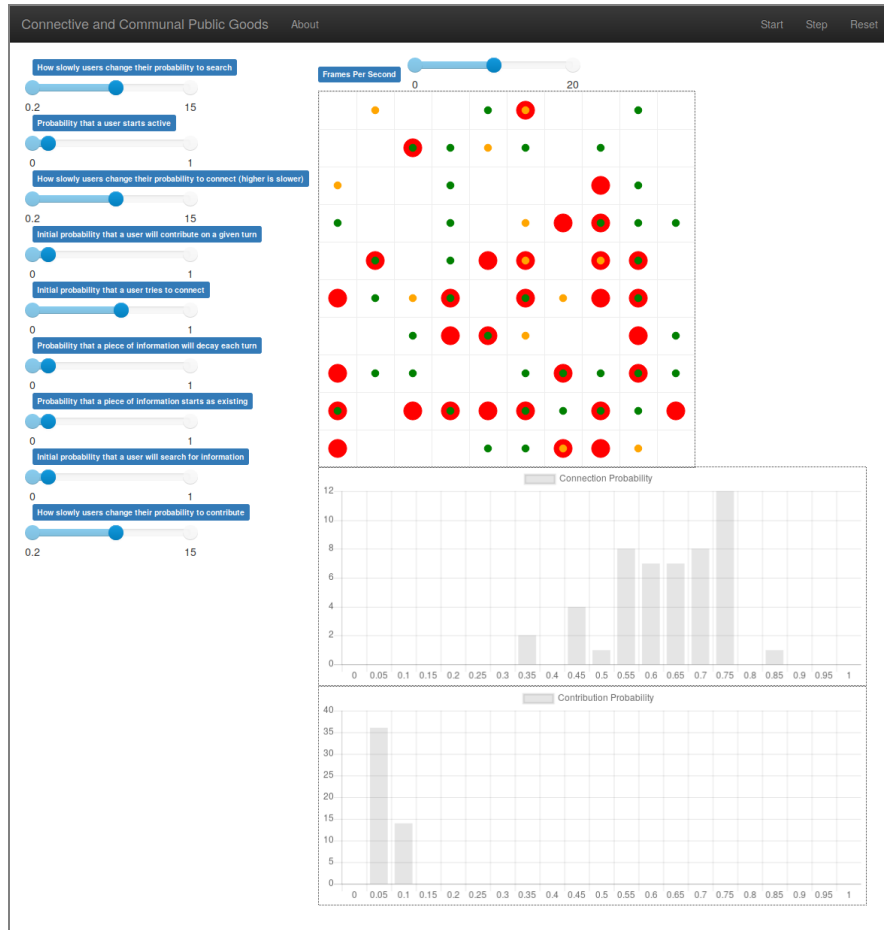 Connective and Communal Public Goods About Start Step Reset
How slowly users change their probability to search
0.2 15
Probability that a user starts active
0 1
How slowly users change their probability to connect (higher is slower)
0.2 15
Initial probability that a user will contribute on a given turn
0 1
Initial probability that a user tries to connect
0 1
Probability that a piece of information will decay each turn
0 1
Probability that a piece of information starts as existing
0 1
Initial probability that a user will search for information
0 1
How slowly users change their probability to contribute
0.2 15
Frames Per Second
0 20
Connection Probability
12
10
8
6
4
2
0
0 0.05 0.1 0.15 0.2 0.25 0.3 0.35 0.4 0.45 0.5 0.55 0.6 0.65 0.7 0.75 0.8 0.85 0.9 0.95 1
Contribution Probability
40
35
30
25
20
15
10
5
0
0 0.05 0.1 0.15 0.2 0.25 0.3 0.35 0.4 0.45 0.5 0.55 0.6 0.65 0.7 0.75 0.8 0.85 0.9 0.95 1